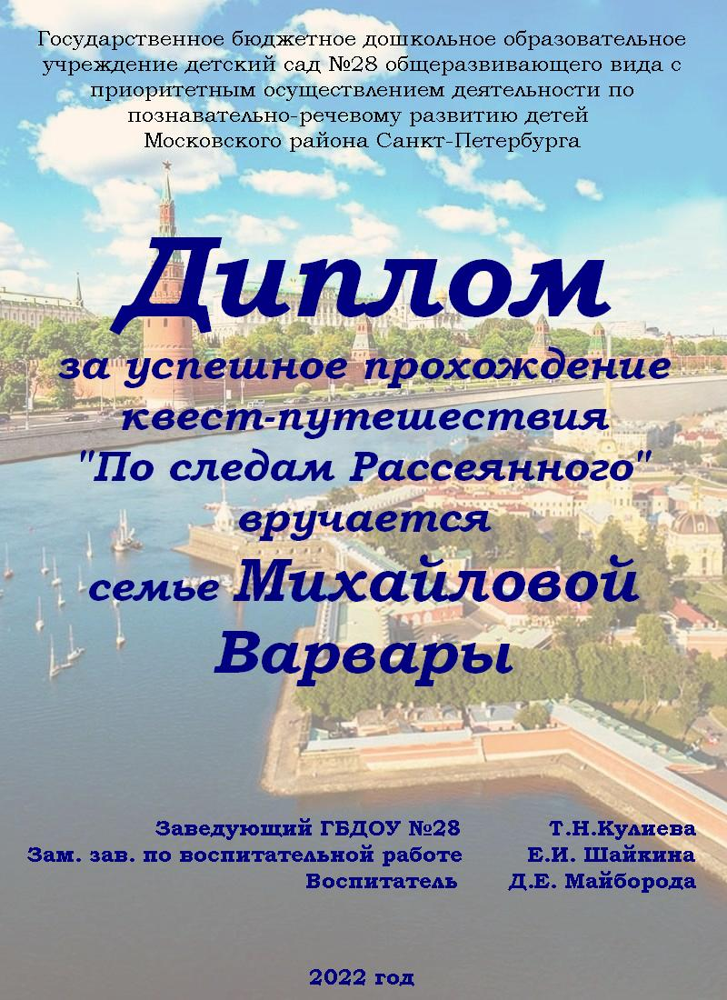 Государственное бюджетное дошкольное образовательное
учреждение детский сад №28 общеразвивающего вида с
приоритетным осуществлением деятельности по
познавательно-речевому развитию детей
Московского района Санкт-Петербурга
Диплом
за успешное прохождение
квест-путешествия
"По следам Рассеянного"
вручается
семье Михайловой
Варвары
Заведующий ГБДОУ №28 Т.Н.Кулиева
Зам. зав. по воспитательной работе Е.И. Шайкина
Воспитатель Д.Е. Майборода
2022 год